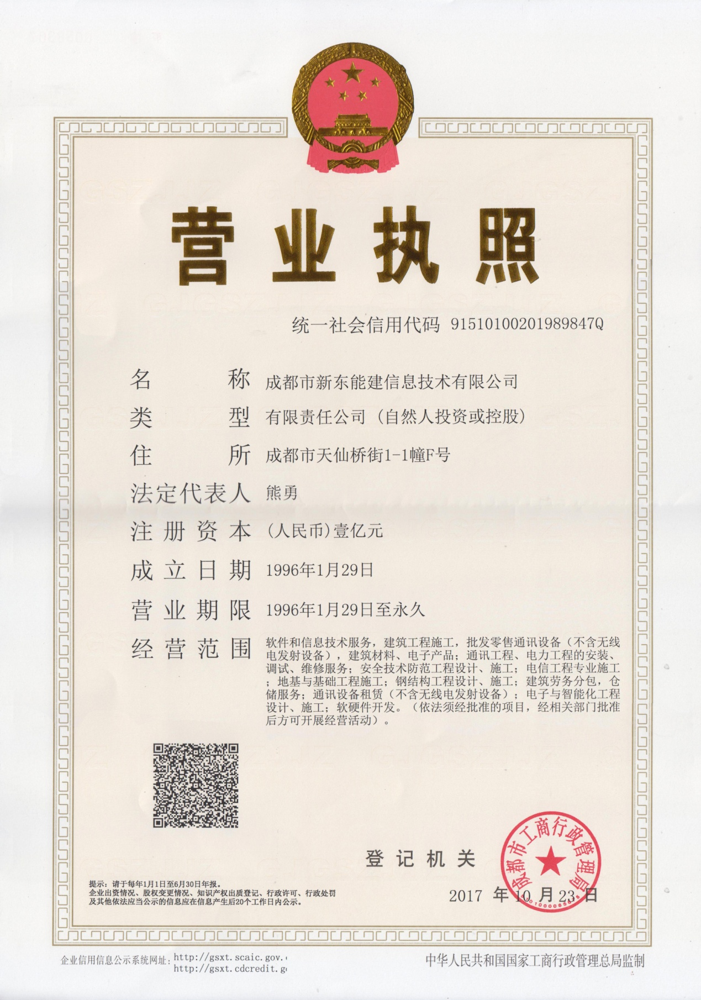 营业执照
统一社会信用代码 91510100201989847Q
名称 成都市新东能建信息技术有限公司
类型 有限责任公司（自然人投资或控股）
住所 成都市天仙桥街1-1幢F号
法定代表人 熊勇
注册资本 (人民币)壹亿元
成立日期 1996年1月29日
营业期限 1996年1月29日至永久
经营范围 软件和信息技术服务，建筑工程施工，批发零售通讯设备（不含无线
电发射设备），建筑材料、电子产品；通讯工程、电力工程的安装、
调试、维修服务；安全技术防范工程设计、施工；电信工程专业施工
；地基与基础工程施工；钢结构工程设计、施工；建筑劳务分包，仓
储服务；通讯设备租赁（不含无线电发射设备）；电子与智能化工程
设计、施工；软硬件开发。（依法须经批准的项目，经相关部门批准
后方可开展经营活动）。
成都市工商行政管理局
登记机关
2017 年 10 月 23 日
提示：请于每年1月1日至6月30日年报。
企业出资情况、股权变更情况、知识产权出质登记、行政许可、行政处罚
及其他依法应当公示的信息应在信息产生后20个工作日内公示。
企业信用信息公示系统网址：http://gsxt.scaic.gov.
http://gsxt.cdcredit.g
中华人民共和国国家工商行政管理总局监制